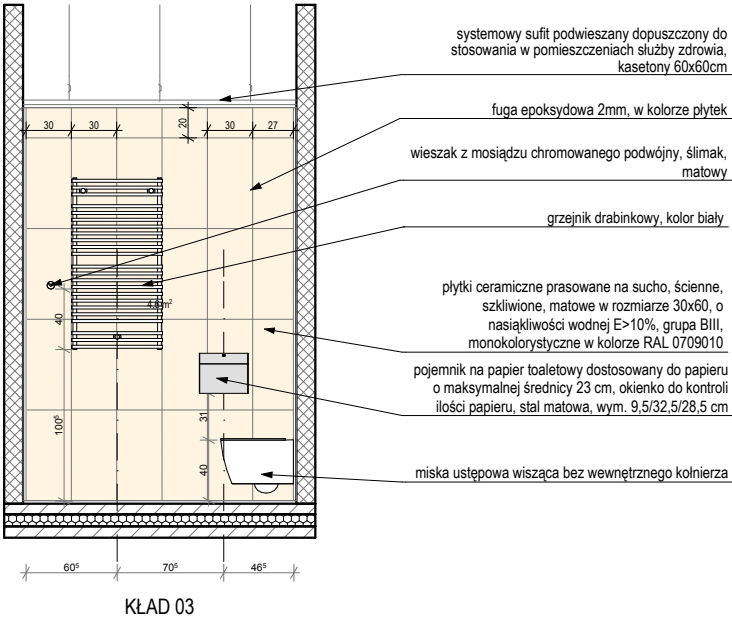 systemowy sufit podwieszany dopuszczony do
stosowania w pomieszczeniach służby zdrowia,
kasetony 60x60cm
fuga epoksydowa 2mm, w kolorze płytek
wieszak z mosiądzu chromowanego podwójny, ślimak,
matowy
grzejnik drabinkowy, kolor biały
płytki ceramiczne prasowane na sucho, ścienne,
szkliwione, matowe w rozmiarze 30x60, o
nasiąkliwości wodnej E>10%, grupa BIII,
monokolorystyczne w kolorze RAL 0709010
pojemnik na papier toaletowy dostosowany do papieru
o maksymalnej średnicy 23 cm, okienko do kontroli
ilości papieru, stal matowa, wym. 9,5/32,5/28,5 cm
miska ustępowa wisząca bez wewnętrznego kołnierza
30 30 20 30 27
40
100⁵
31
40
60⁵ 70⁵ 46⁵
KŁAD 03